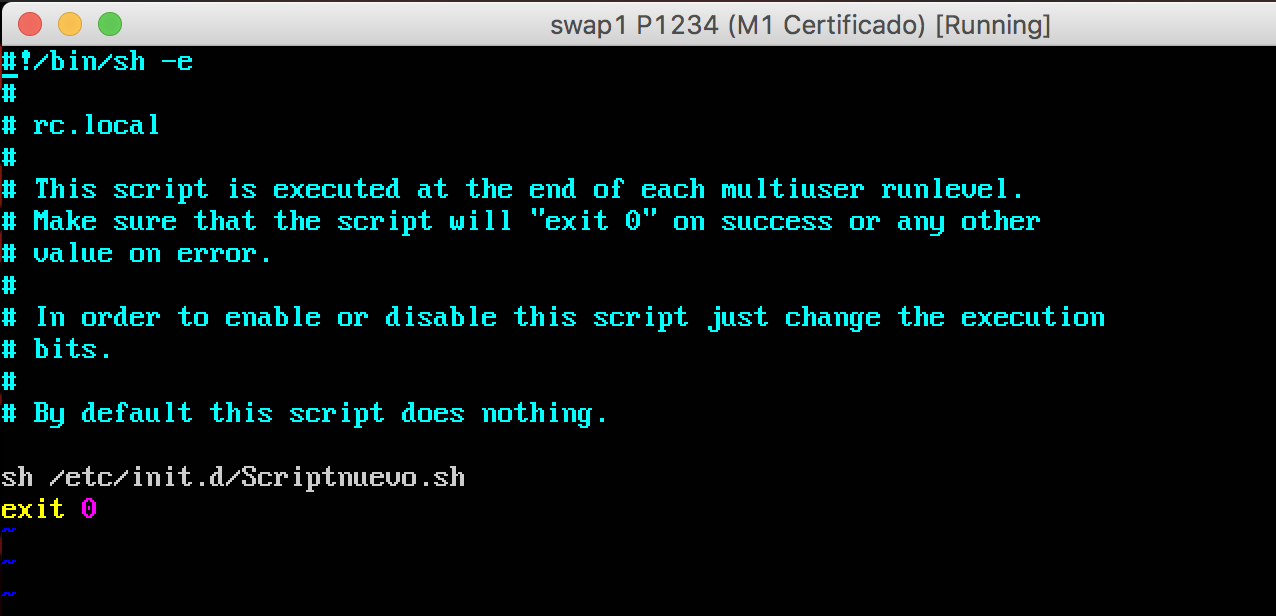 swap1 P1234 (M1 Certificado) [Running]
#!/bin/sh -e
#
# rc.local
#
# This script is executed at the end of each multiuser runlevel.
# Make sure that the script will "exit 0" on success or any other
# value on error.
#
# In order to enable or disable this script just change the execution
# bits.
#
# By default this script does nothing.

sh /etc/init.d/Scriptnuevo.sh
exit 0
~
~
~